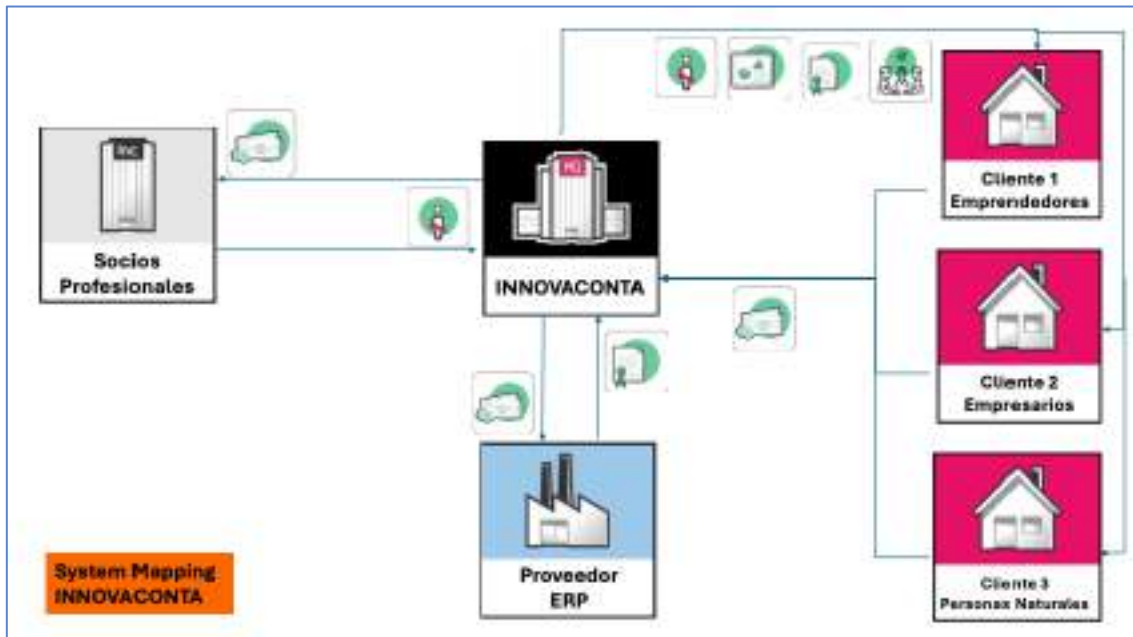 Cliente 1
Emprendedores
Socios
Profesionales
INNOVACONTA
Cliente 2
Empresarios
Proveedor
ERP
Cliente 3
Personas Naturales
System Mapping
INNOVACONTA